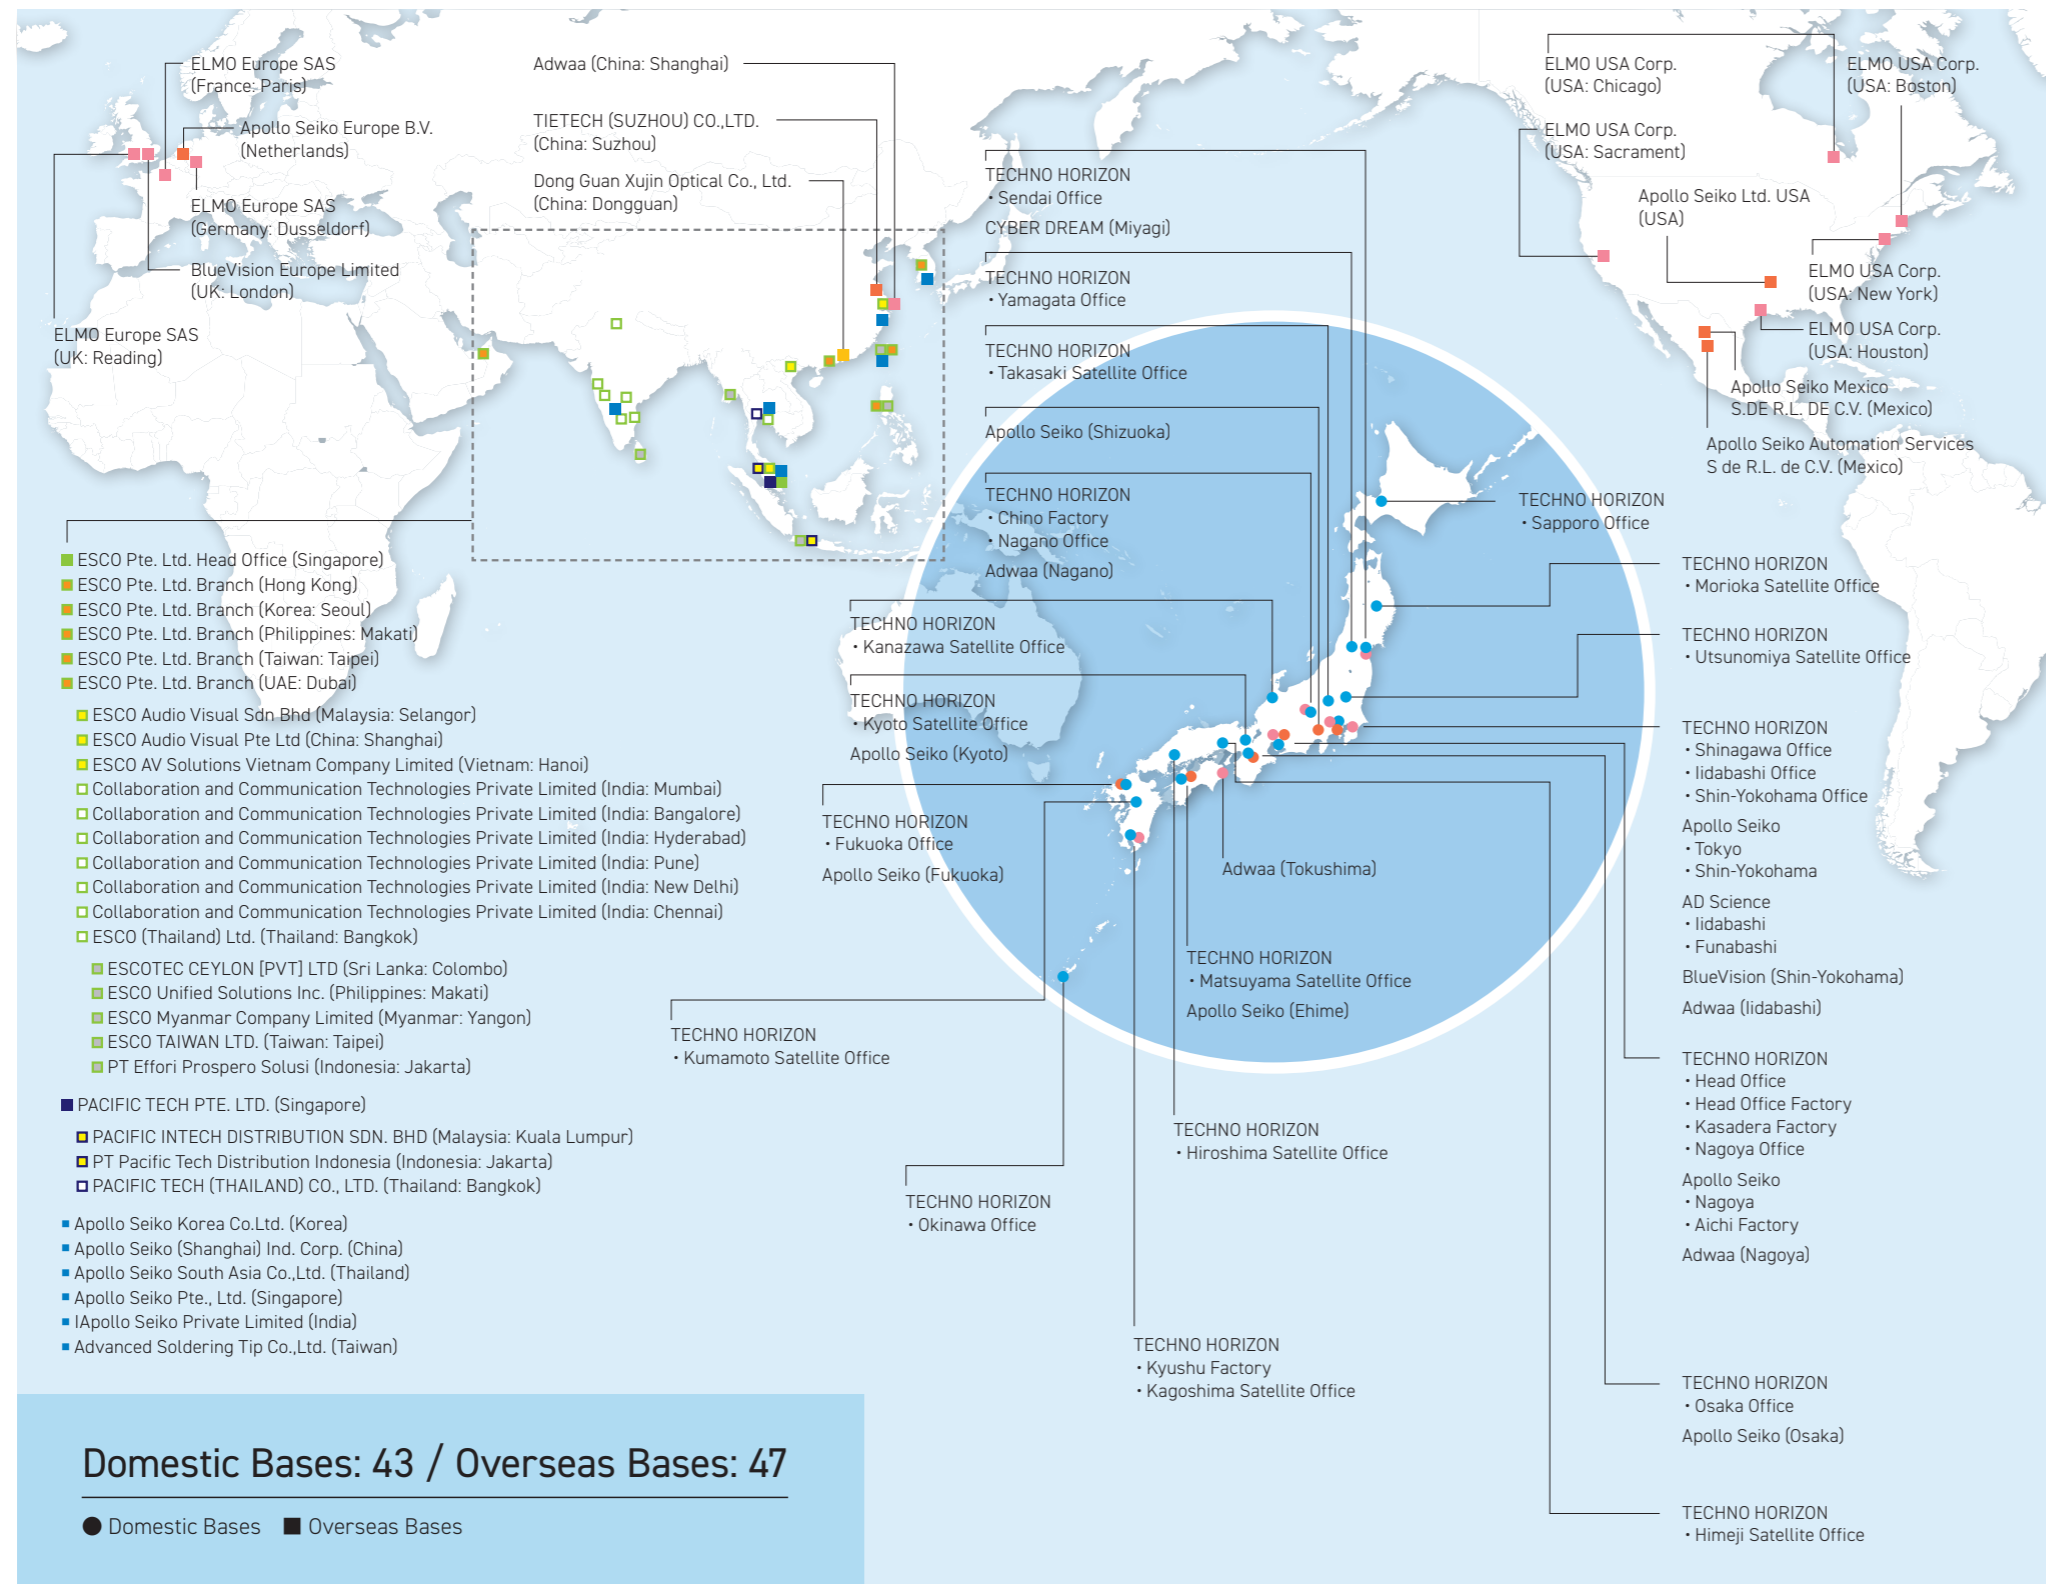 ELMO Europe SAS
(France: Paris)
Apollo Seiko Europe B.V.
(Netherlands)
ELMO Europe SAS
(Germany: Dusseldorf)
BlueVision Europe Limited
(UK: London)
ELMO Europe SAS
(UK: Reading)
Adwaa (China: Shanghai)
TIETECH (SUZHOU) CO.,LTD.
(China: Suzhou)
Dong Guan Xujin Optical Co., Ltd.
(China: Dongguan)
ELMO USA Corp.
(USA: Chicago)
ELMO USA Corp.
(USA: Boston)
ELMO USA Corp.
(USA: Sacrament)
Apollo Seiko Ltd. USA
(USA)
ELMO USA Corp.
(USA: New York)
ELMO USA Corp.
(USA: Houston)
Apollo Seiko Mexico
S.DE R.L. DE C.V. (Mexico)
Apollo Seiko Automation Services
S de R.L. de C.V. (Mexico)
TECHNO HORIZON
・Sendai Office
CYBER DREAM (Miyagi)
TECHNO HORIZON
・Yamagata Office
TECHNO HORIZON
・Takasaki Satellite Office
Apollo Seiko (Shizuoka)
TECHNO HORIZON
・Chino Factory
・Nagano Office
Adwaa (Nagano)
TECHNO HORIZON
・Kanazawa Satellite Office
TECHNO HORIZON
・Kyoto Satellite Office
Apollo Seiko (Kyoto)
TECHNO HORIZON
・Fukuoka Office
Apollo Seiko (Fukuoka)
TECHNO HORIZON
・Kumamoto Satellite Office
TECHNO HORIZON
・Okinawa Office
TECHNO HORIZON
・Kyushu Factory
・Kagoshima Satellite Office
TECHNO HORIZON
・Hiroshima Satellite Office
TECHNO HORIZON
・Matsuyama Satellite Office
Apollo Seiko (Ehime)
Adwaa (Tokushima)
TECHNO HORIZON
・Sapporo Office
TECHNO HORIZON
・Morioka Satellite Office
TECHNO HORIZON
・Utsunomiya Satellite Office
TECHNO HORIZON
・Shinagawa Office
・Iidabashi Office
・Shin-Yokohama Office
Apollo Seiko
・Tokyo
・Shin-Yokohama
AD Science
・Iidabashi
・Funabashi
BlueVision (Shin-Yokohama)
Adwaa (Iidabashi)
TECHNO HORIZON
・Head Office
・Head Office Factory
・Kasadera Factory
・Nagoya Office
Apollo Seiko
・Nagoya
・Aichi Factory
Adwaa (Nagoya)
TECHNO HORIZON
・Osaka Office
Apollo Seiko (Osaka)
TECHNO HORIZON
・Himeji Satellite Office
ESCO Pte. Ltd. Head Office (Singapore)
ESCO Pte. Ltd. Branch (Hong Kong)
ESCO Pte. Ltd. Branch (Korea: Seoul)
ESCO Pte. Ltd. Branch (Philippines: Makati)
ESCO Pte. Ltd. Branch (Taiwan: Taipei)
ESCO Pte. Ltd. Branch (UAE: Dubai)
ESCO Audio Visual Sdn Bhd (Malaysia: Selangor)
ESCO Audio Visual Pte Ltd (China: Shanghai)
ESCO AV Solutions Vietnam Company Limited (Vietnam: Hanoi)
Collaboration and Communication Technologies Private Limited (India: Mumbai)
Collaboration and Communication Technologies Private Limited (India: Bangalore)
Collaboration and Communication Technologies Private Limited (India: Hyderabad)
Collaboration and Communication Technologies Private Limited (India: Pune)
Collaboration and Communication Technologies Private Limited (India: New Delhi)
Collaboration and Communication Technologies Private Limited (India: Chennai)
ESCO (Thailand) Ltd. (Thailand: Bangkok)
ESCOTEC CEYLON [PVT] LTD (Sri Lanka: Colombo)
ESCO Unified Solutions Inc. (Philippines: Makati)
ESCO Myanmar Company Limited (Myanmar: Yangon)
ESCO TAIWAN LTD. (Taiwan: Taipei)
PT Effori Prospero Solusi (Indonesia: Jakarta)
PACIFIC TECH PTE. LTD. (Singapore)
PACIFIC INTECH DISTRIBUTION SDN. BHD (Malaysia: Kuala Lumpur)
PT Pacific Tech Distribution Indonesia (Indonesia: Jakarta)
PACIFIC TECH (THAILAND) CO., LTD. (Thailand: Bangkok)
Apollo Seiko Korea Co.Ltd. (Korea)
Apollo Seiko (Shanghai) Ind. Corp. (China)
Apollo Seiko South Asia Co.,Ltd. (Thailand)
Apollo Seiko Pte., Ltd. (Singapore)
IApollo Seiko Private Limited (India)
Advanced Soldering Tip Co.,Ltd. (Taiwan)
Domestic Bases: 43 / Overseas Bases: 47
Domestic Bases
Overseas Bases